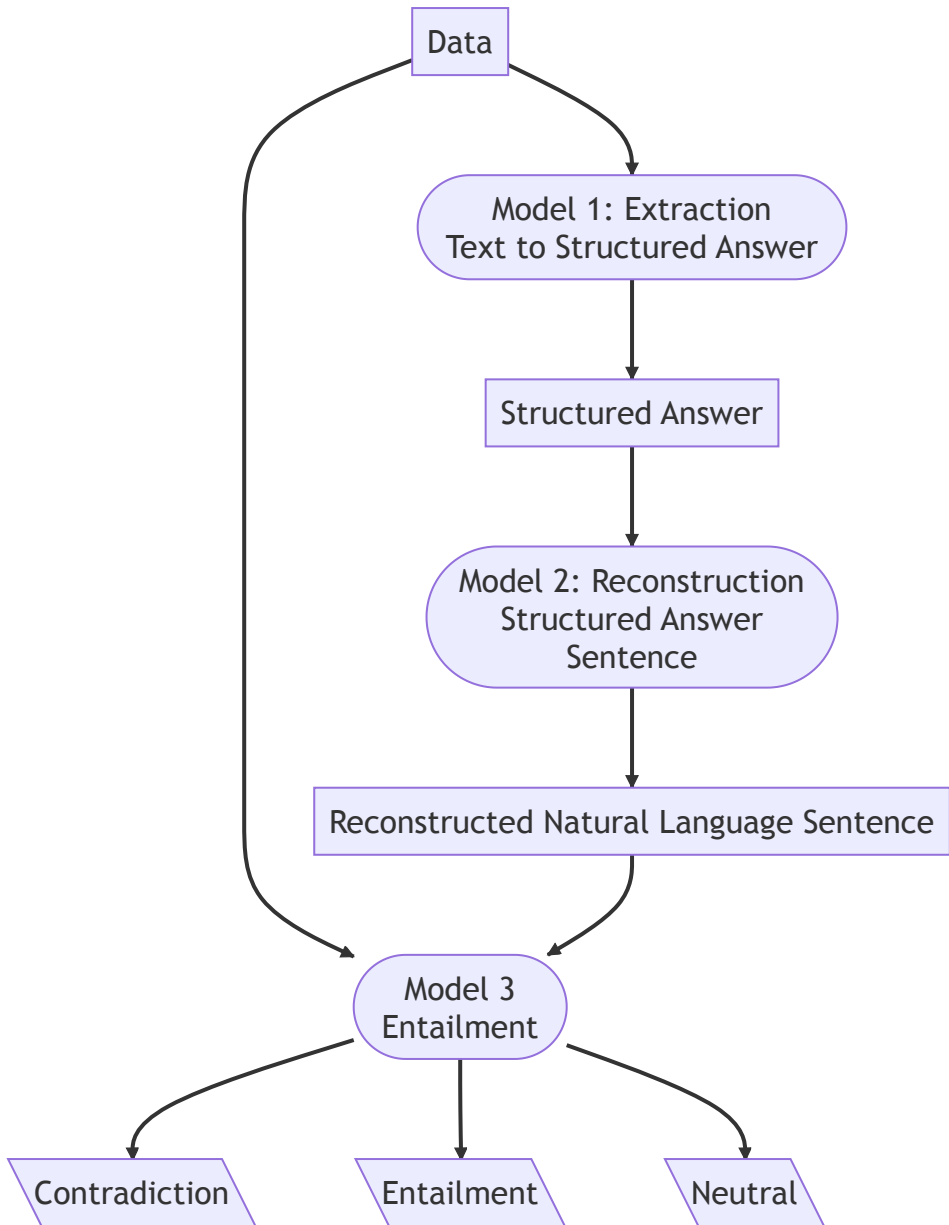 Data
Model 1: Extraction
Text to Structured Answer
Structured Answer
Model 2: Reconstruction
Structured Answer
Sentence
Reconstructed Natural Language Sentence
Model 3
Entailment
Contradiction
Entailment
Neutral